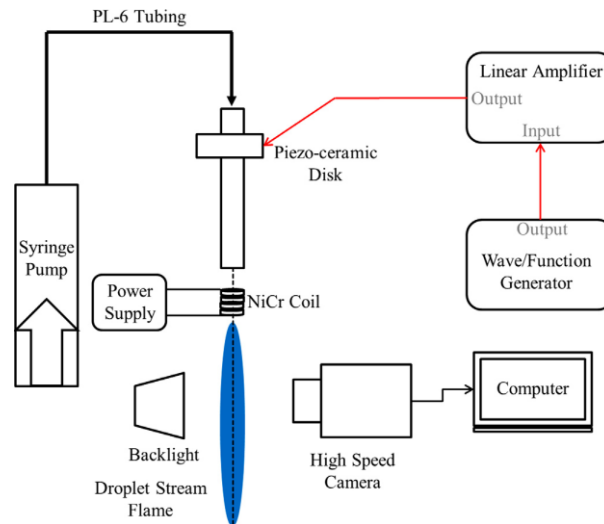 PL-6 Tubing
Linear Amplifier
Output
Input
Piezo-ceramic
Disk
Output
Wave/Function
Generator
Syringe
Pump
Power
Supply
NiCr Coil
Computer
Backlight
High Speed
Camera
Droplet Stream
Flame